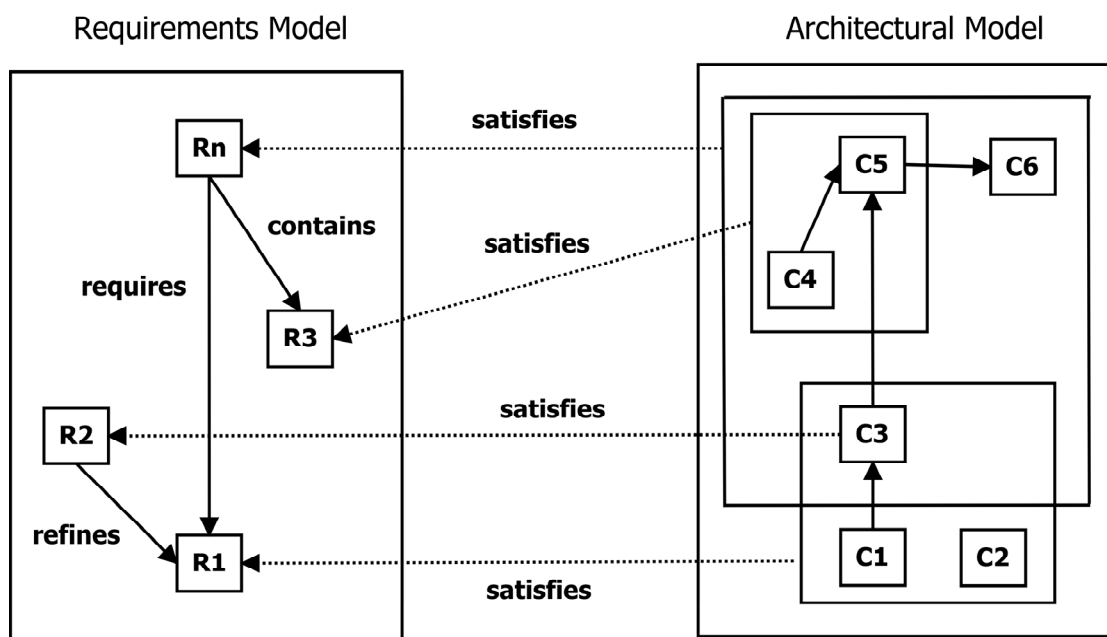 Requirements Model
Architectural Model
satisfies
Rn
C5
C6
contains
satisfies
C4
requires
R3
satisfies
R2
C3
refines
R1
C1
C2
satisfies